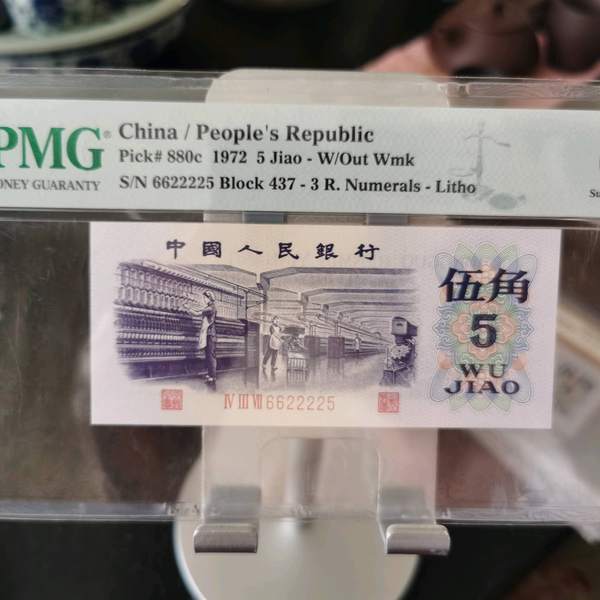 PMG®
China / People's Republic
Pick# 880c 1972 5 Jiao - W/Out Wmk
ONEY GUARANTY
S/N 6622225 Block 437 - 3 R. Numerals - Litho
Su
中國人民銀行
伍角
5
WU
JIAO
Ⅳ Ⅲ Ⅶ 6622225